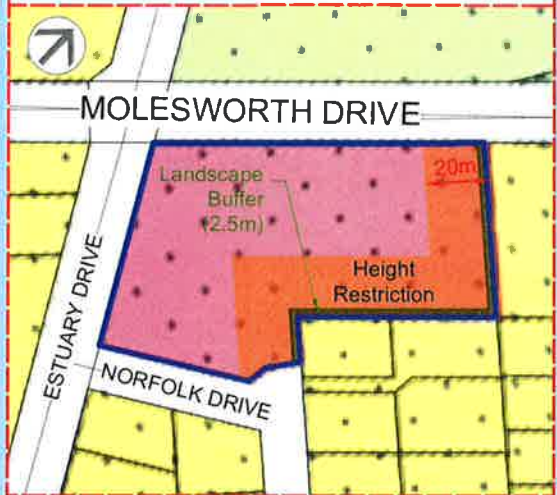 MOLESWORTH DRIVE
Landscape
Buffer
(2.5m)
20m
Height
Restriction
ESTUARY DRIVE
NORFOLK DRIVE